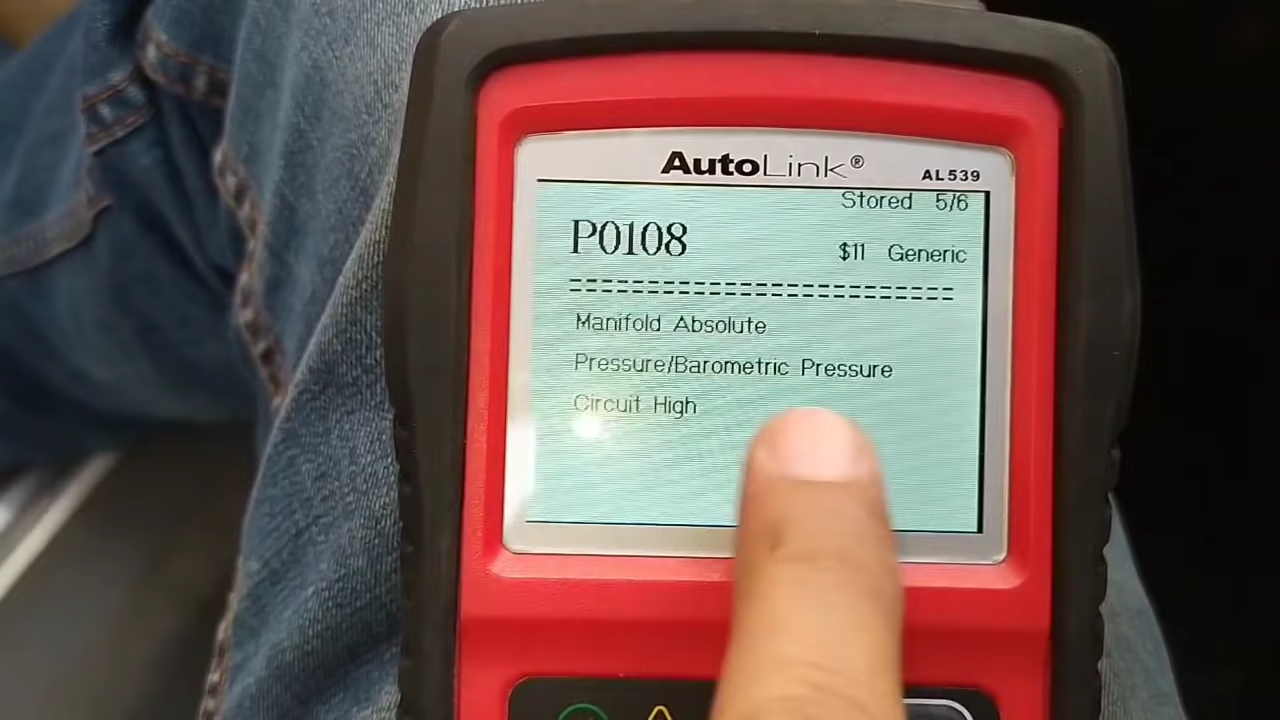 AutoLink®
AL539
Stored 5/6
P0108
$11 Generic
Manifold Absolute
Pressure/Barometric Pressure
Circuit High